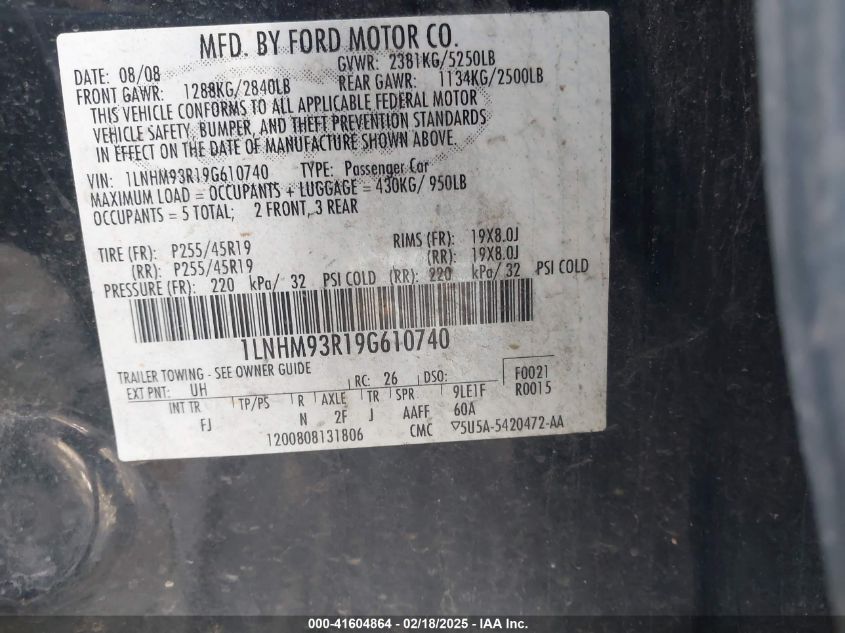 MFD. BY FORD MOTOR CO.
DATE: 08/08 GVWR: 2381KG/5250LB
FRONT GAWR: 1288KG/2840LB REAR GAWR: 1134KG/2500LB
THIS VEHICLE CONFORMS TO ALL APPLICABLE FEDERAL MOTOR
VEHICLE SAFETY, BUMPER, AND THEFT PREVENTION STANDARDS
IN EFFECT ON THE DATE OF MANUFACTURE SHOWN ABOVE.
VIN: 1LNHM93R19G610740 TYPE: Passenger Car
MAXIMUM LOAD = OCCUPANTS + LUGGAGE = 430KG/ 950LB
OCCUPANTS = 5 TOTAL; 2 FRONT, 3 REAR
TIRE (FR): P255/45R19 RIMS (FR): 19X8.0J
(RR): P255/45R19 (RR): 19X8.0J
PRESSURE (FR): 220 kPa/ 32 PSI COLD (RR): 220 kPa/ 32 PSI COLD
1LNHM93R19G610740
TRAILER TOWING - SEE OWNER GUIDE
EXT PNT: UH RC: 26 DSO: F0021
INT TR TP/PS R AXLE TR SPR 9LE1F R0015
FJ N 2F J AAFF 60A
1200808131806 CMC ▽5U5A-5420472-AA
000-41604864 - 02/18/2025 - IAA Inc.